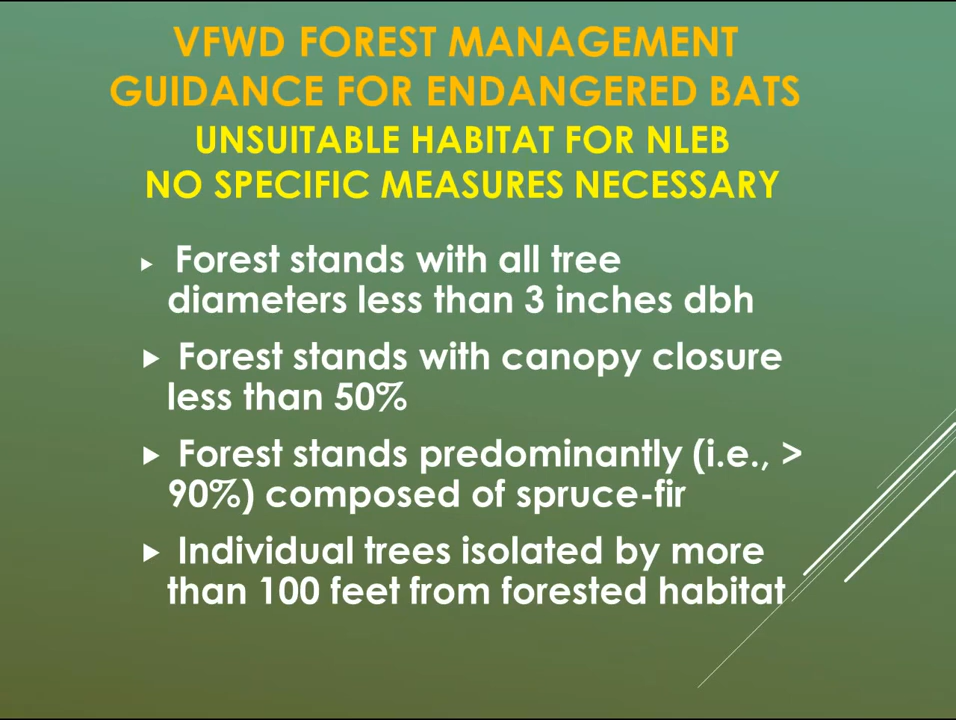 VFWD FOREST MANAGEMENT
GUIDANCE FOR ENDANGERED BATS
UNSUITABLE HABITAT FOR NLEB
NO SPECIFIC MEASURES NECESSARY
Forest stands with all tree
diameters less than 3 inches dbh
Forest stands with canopy closure
less than 50%
Forest stands predominantly (i.e., >
90%) composed of spruce-fir
Individual trees isolated by more
than 100 feet from forested habitat